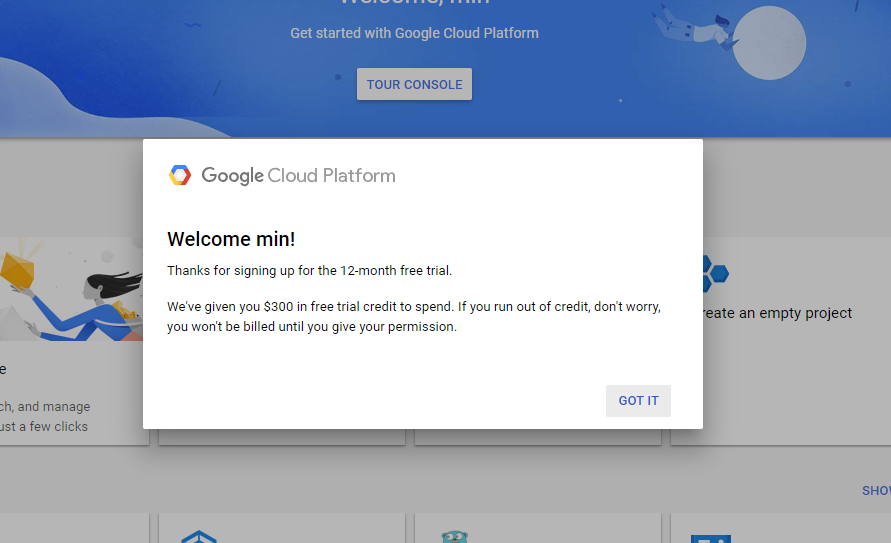 Welcome, min
Get started with Google Cloud Platform
TOUR CONSOLE
Google Cloud Platform
Welcome min!
Thanks for signing up for the 12-month free trial.
We've given you $300 in free trial credit to spend. If you run out of credit, don't worry,
you won't be billed until you give your permission.
GOT IT
reate an empty project
e
ch, and manage
ust a few clicks
SHOW